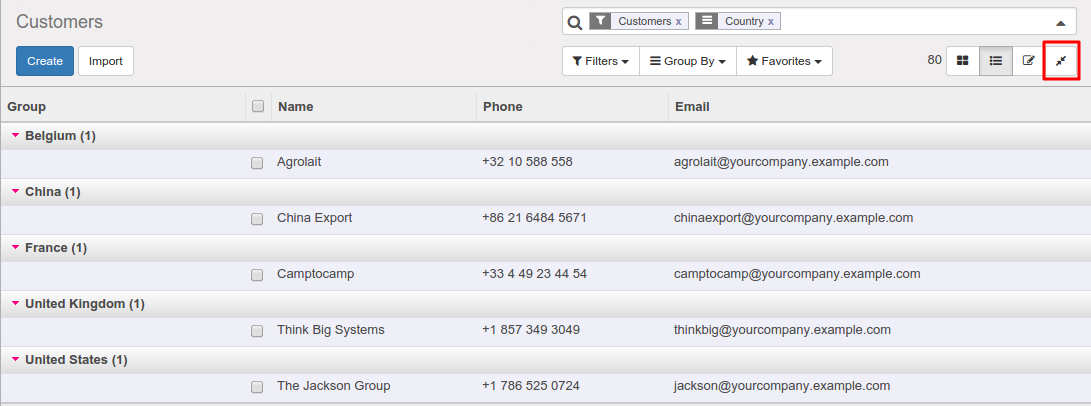 Customers
Customers x Country x
Create Import Filters Group By Favorites 80
Group Name Phone Email
Belgium (1)
Agrolait +32 10 588 558 agrolait@yourcompany.example.com
China (1)
China Export +86 21 6484 5671 chinaexport@yourcompany.example.com
France (1)
Camptocamp +33 4 49 23 44 54 camptocamp@yourcompany.example.com
United Kingdom (1)
Think Big Systems +1 857 349 3049 thinkbig@yourcompany.example.com
United States (1)
The Jackson Group +1 786 525 0724 jackson@yourcompany.example.com